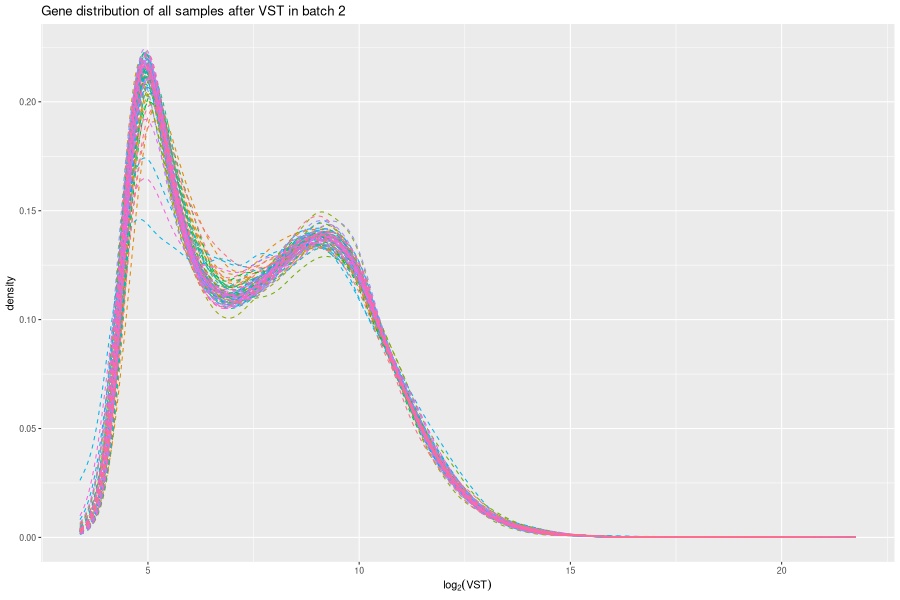 Gene distribution of all samples after VST in batch 2
density
0.20
0.15
0.10
0.05
0.00
5 10 15 20
log₂(VST)